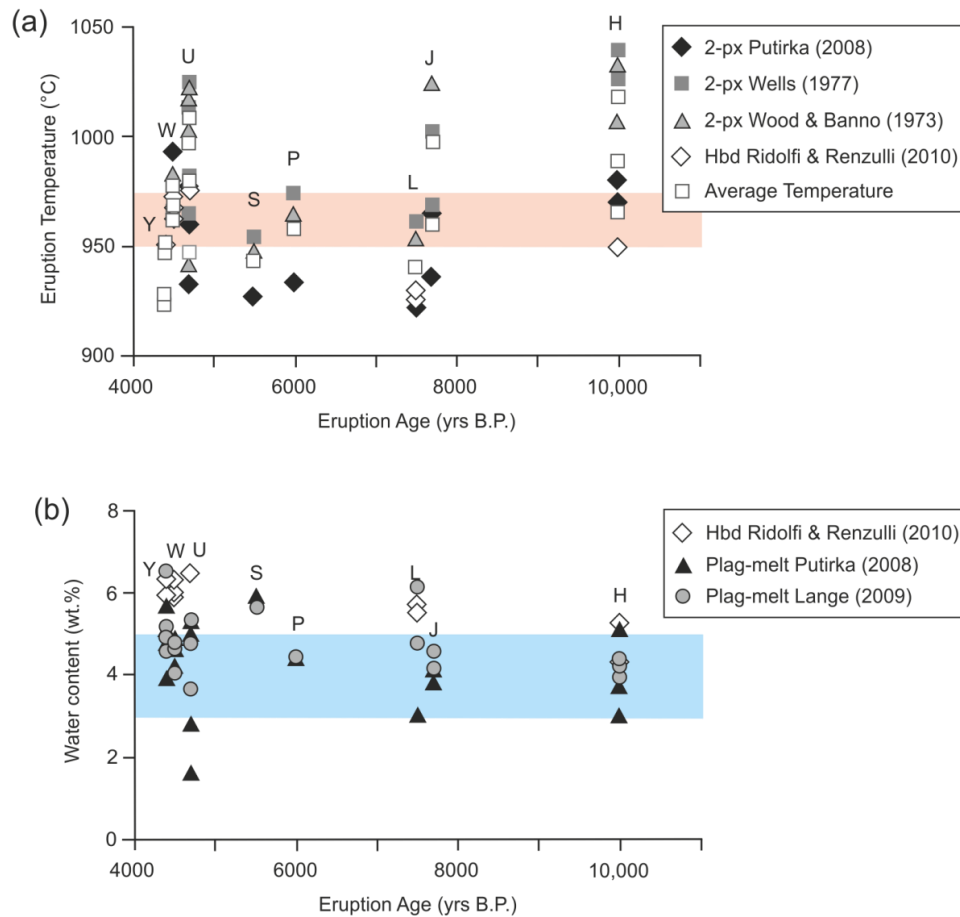 (a)
1050
1000
950
900
Eruption Temperature (°C)
W
U
Y
S
P
L
J
H
4000
6000
8000
10,000
Eruption Age (yrs B.P.)
2-px Putirka (2008)
2-px Wells (1977)
2-px Wood & Banno (1973)
Hbd Ridolfi & Renzulli (2010)
Average Temperature
(b)
8
6
4
2
0
Water content (wt.%)
Y
W
U
S
P
L
J
H
4000
6000
8000
10,000
Eruption Age (yrs B.P.)
Hbd Ridolfi & Renzulli (2010)
Plag-melt Putirka (2008)
Plag-melt Lange (2009)